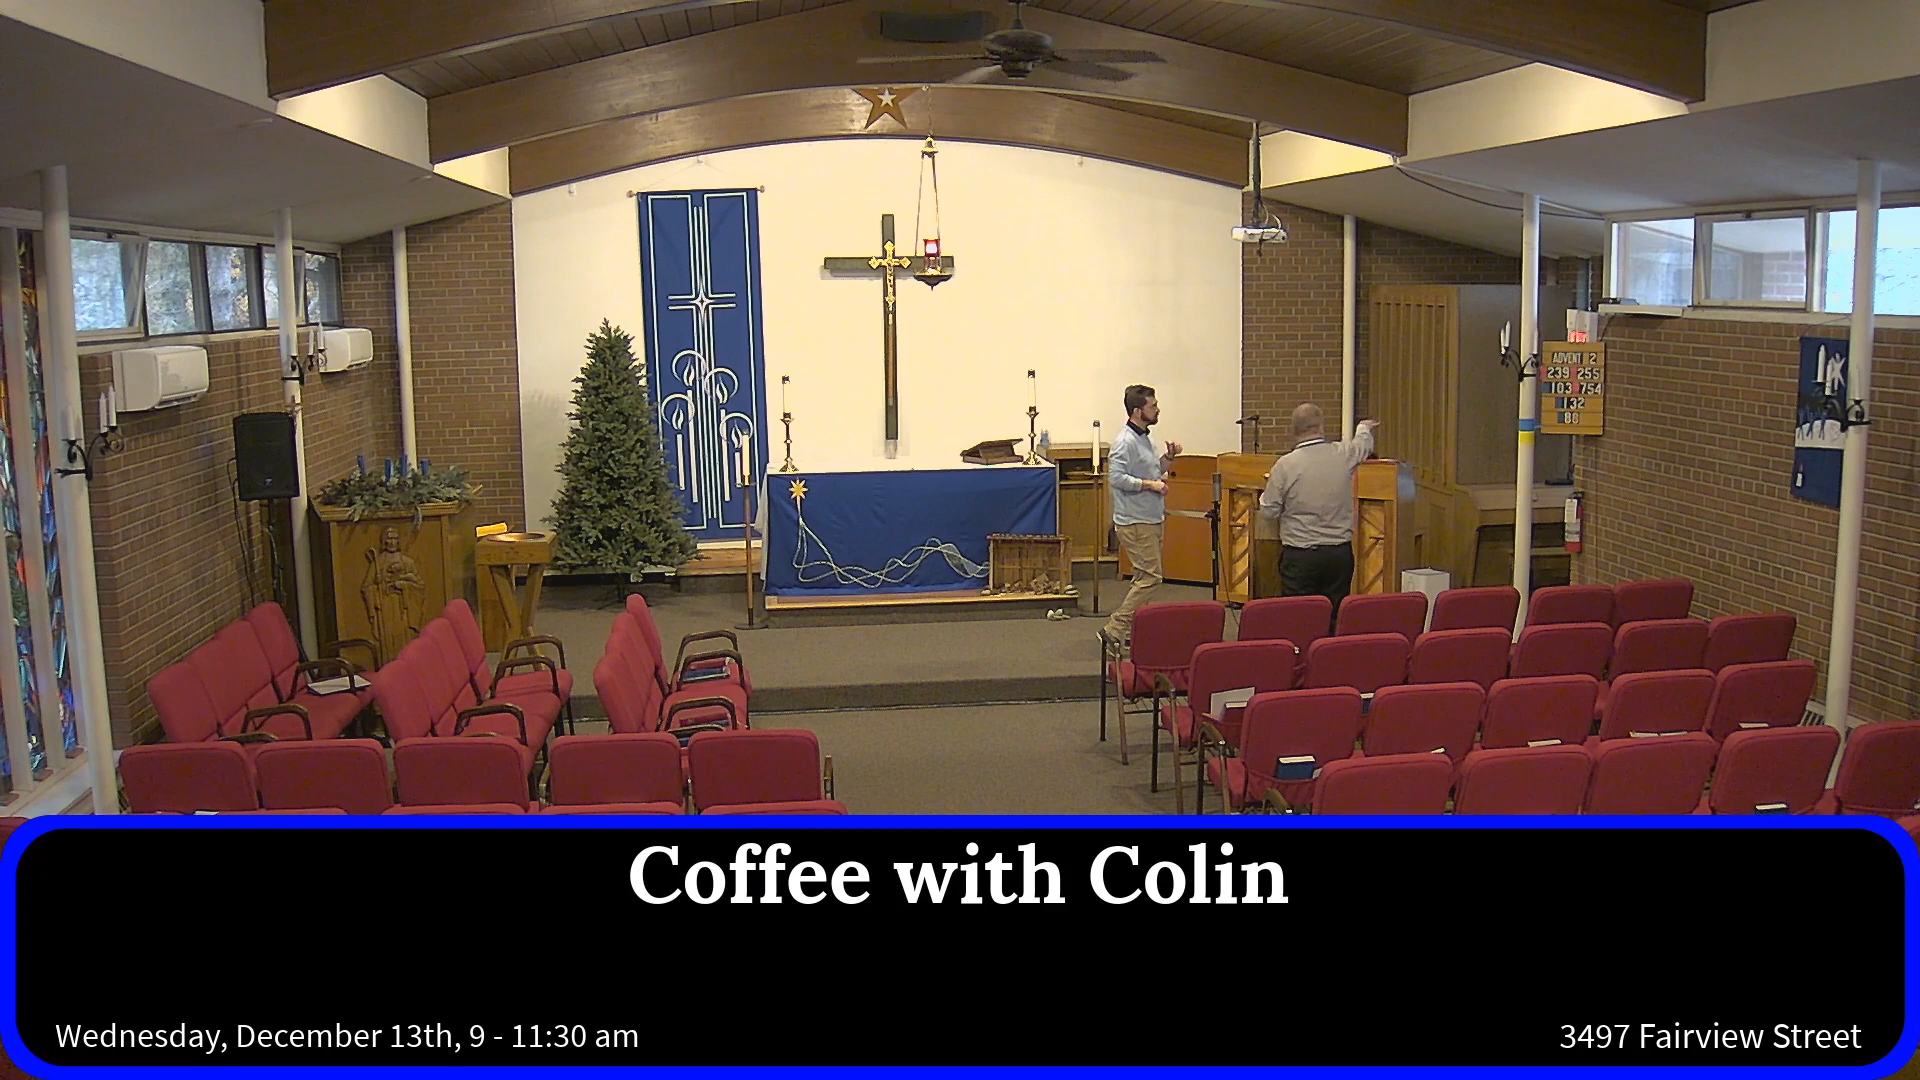 ADVENT 2
239 255
103 754
132
88
Coffee with Colin
Wednesday, December 13th, 9 - 11:30 am
3497 Fairview Street